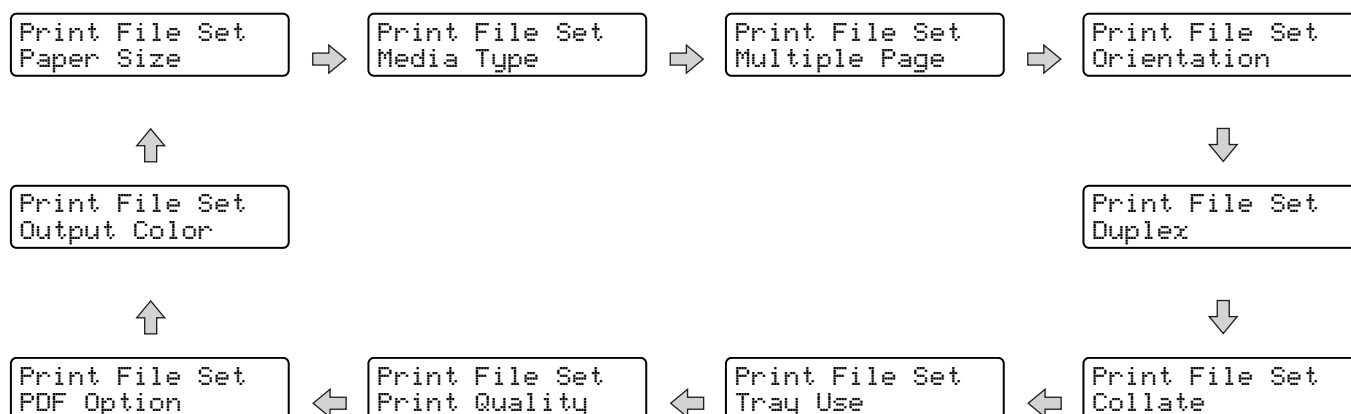 Print File Set
Paper Size
Print File Set
Media Type
Print File Set
Multiple Page
Print File Set
Orientation
Print File Set
Output Color
Print File Set
Duplex
Print File Set
PDF Option
Print File Set
Print Quality
Print File Set
Tray Use
Print File Set
Collate